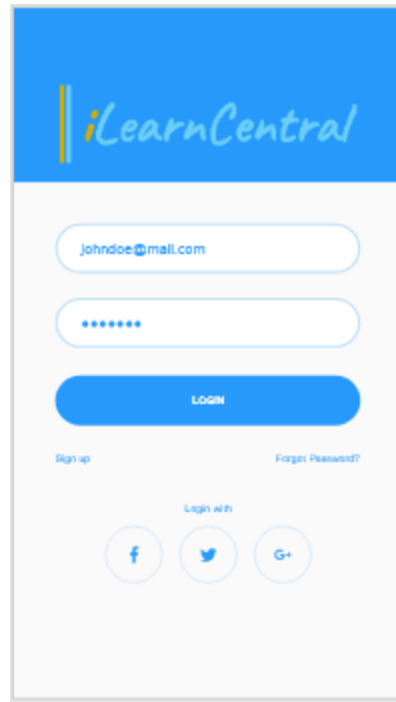 iLearnCentral
johndoe@mail.com
•••••••
LOGIN
Sign up
Forgot Password?
Login with
f
G+